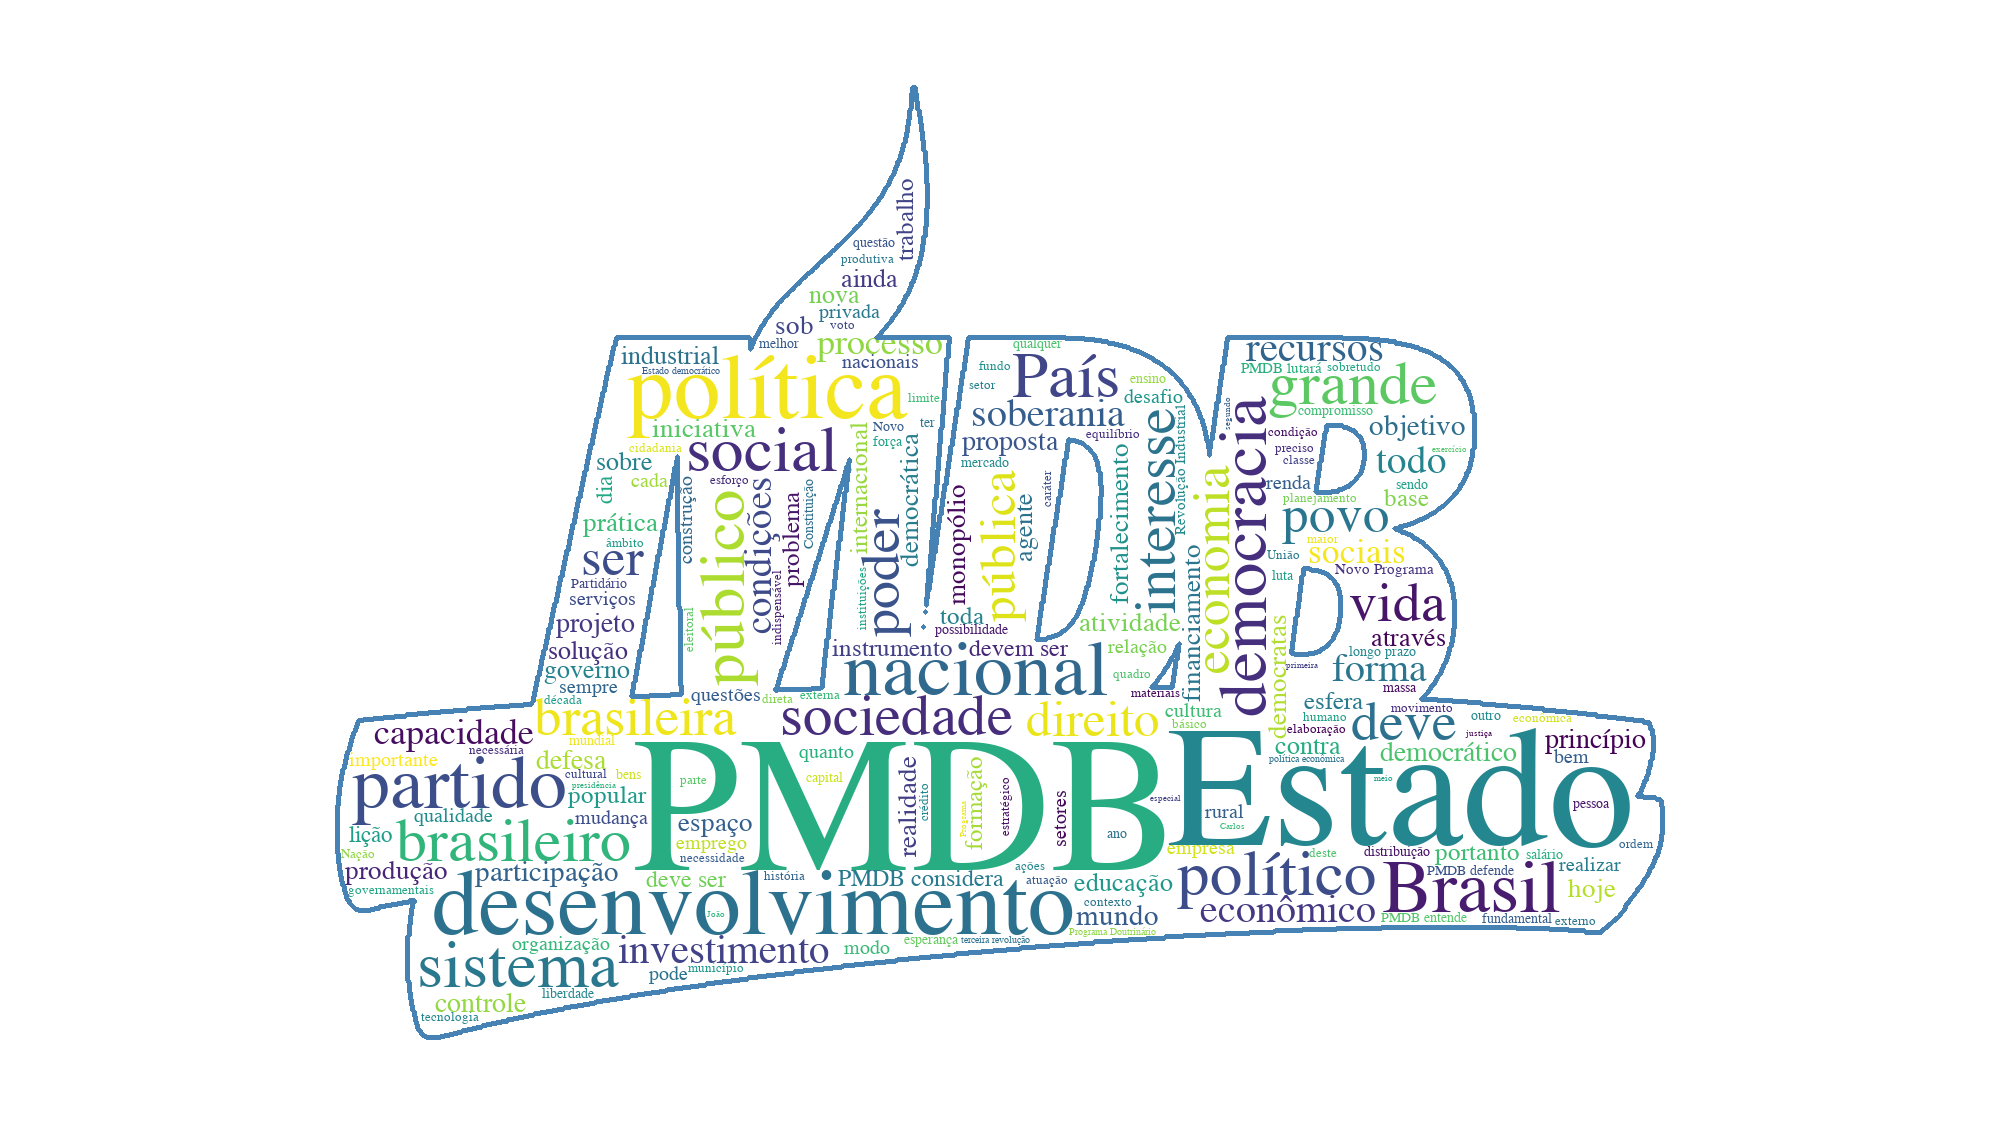 trabalho
questão
produtiva
ainda
nova
privada
sob
voto
melhor
processo
industrial
nacionais
Estado democrático
política
limite
iniciativa
social
cidadania
sobre
cada
dia
esforço
prática
âmbito
ser
Partidário
serviços
projeto
solução
governo
sempre
década
construção
público
condições
problema
Constituição
indispensável
eleitoral
internacional
instituições
poder
democrática
Novo
força
ter
qualquer
fundo
setor
País
ensino
desafio
soberania
proposta
equilíbrio
mercado
monopólio
pública
agente
caráter
fortalecimento
interesse
Revolução Industrial
segundo
economia
democracia
financiamento
toda
possibilidade
atividade
instrumento
devem ser
relação
nacional
quadro
materiais
questões
direta
externa
recursos
PMDB lutará
sobretudo
grande
compromisso
condição
objetivo
preciso
classe
todo
exercício
renda
sendo
planejamento
base
povo
maior
União
sociais
luta
Novo Programa
vida
através
democratas
longo prazo
primeira
forma
massa
esfera
movimento
brasileira
sociedade
direito
cultura
básico
humano
elaboração
deve
outro
econômica
justiça
capacidade
necessária
mundial
importante
defesa
quanto
contra
democrático
princípio
política econômica
bem
partido
cultural
bens
presidência
popular
parte
capital
PMDB
Estado
meio
especial
qualidade
mudança
espaço
realidade
crédito
Programa
formação
estratégico
setores
ano
rural
Carlos
pessoa
lição
brasileiro
emprego
necessidade
empresa
deste
distribuição
portanto
salário
ordem
Nação
produção
participação
governamentais
deve ser
história
PMDB considera
ações
atuação
educação
político
Brasil
PMDB defende
realizar
hoje
desenvolvimento
João
contexto
mundo
econômico
PMDB entende
fundamental
externo
Programa Doutrinário
organização
investimento
modo
esperança
terceira revolução
sistema
pode
município
controle
liberdade
tecnologia